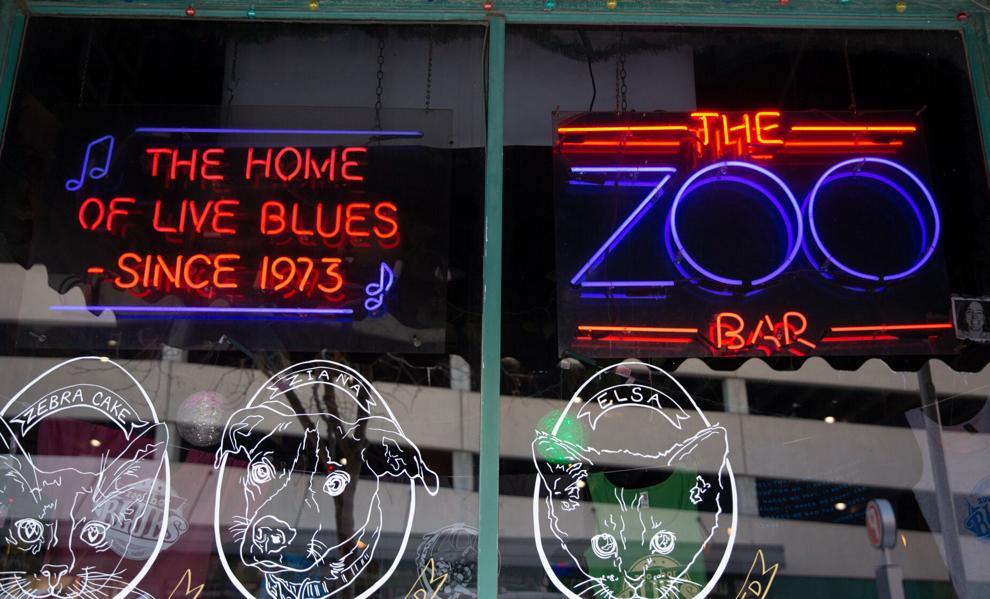 THE HOME
OF LIVE BLUES
-SINCE 1973
THE
ZOO
BAR
ZEBRA CAKE
ZIANA
ELSA